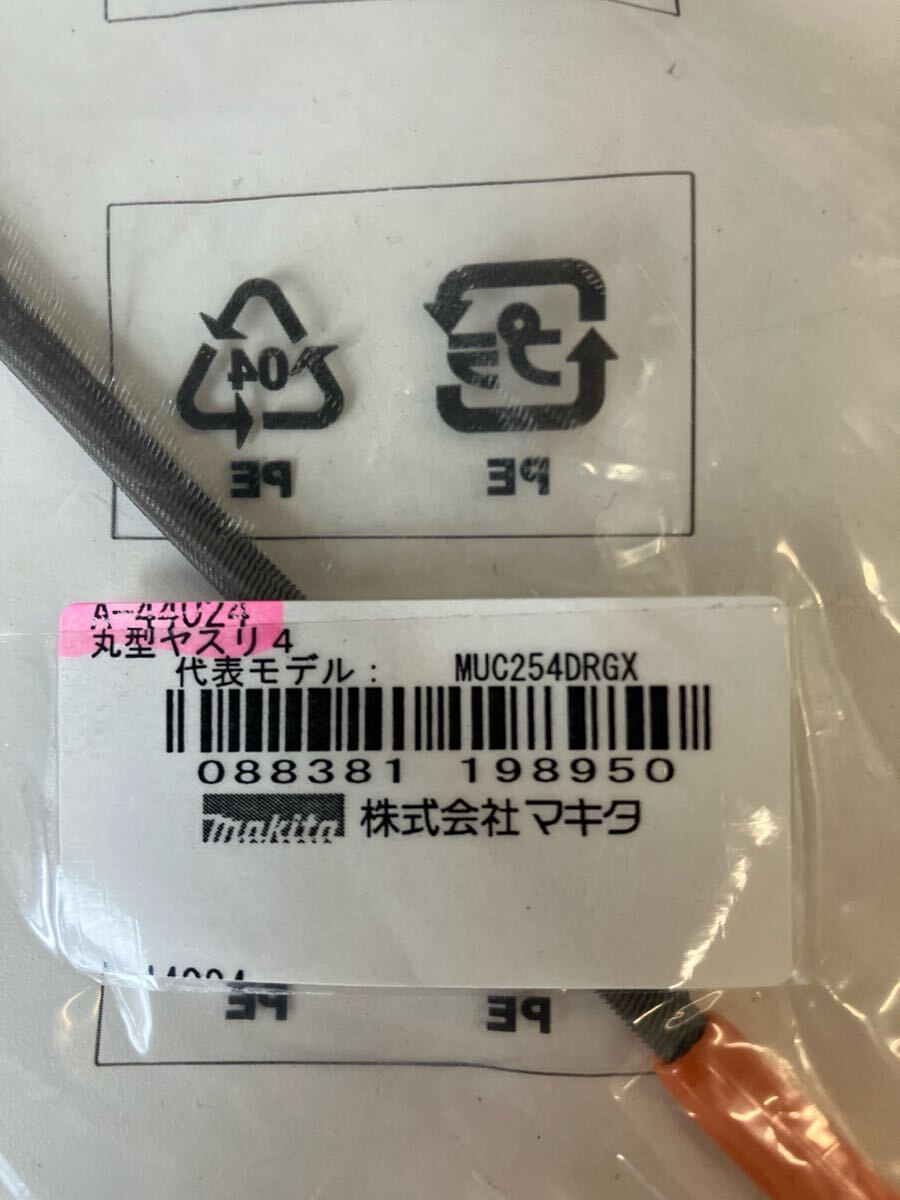 04
プラ
PE
PE
A-44024
丸型ヤスリ4
代表モデル: MUC254DRGX
088381 198950
makita 株式会社マキタ
PE
PE